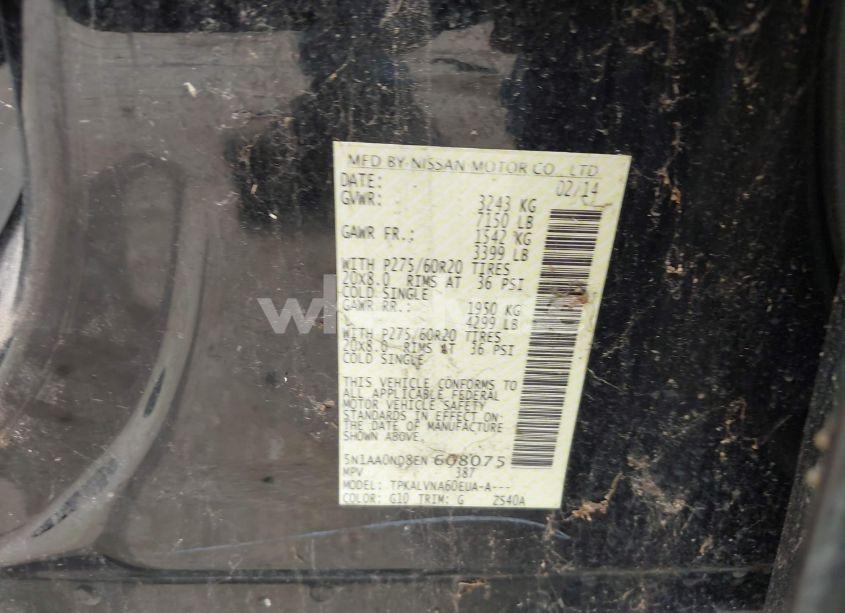 MFD BY NISSAN MOTOR CO., LTD.
DATE: 02/14
GVWR: 3243 KG
7150 LB
GAWR FR.: 1542 KG
3399 LB
WITH P275/60R20 TIRES
20X8.0 RIMS AT 36 PSI
COLD SINGLE
GAWR RR.: 1950 KG
4299 LB
WITH P275/60R20 TIRES
20X8.0 RIMS AT 36 PSI
COLD SINGLE
THIS VEHICLE CONFORMS TO
ALL APPLICABLE FEDERAL
MOTOR VEHICLE SAFETY
STANDARDS IN EFFECT ON
THE DATE OF MANUFACTURE
SHOWN ABOVE.
5N1AA0ND8EN 608075
MPV 387
MODEL: TPKALVNA60EUA-A---
COLOR: G10 TRIM: G 2S40A